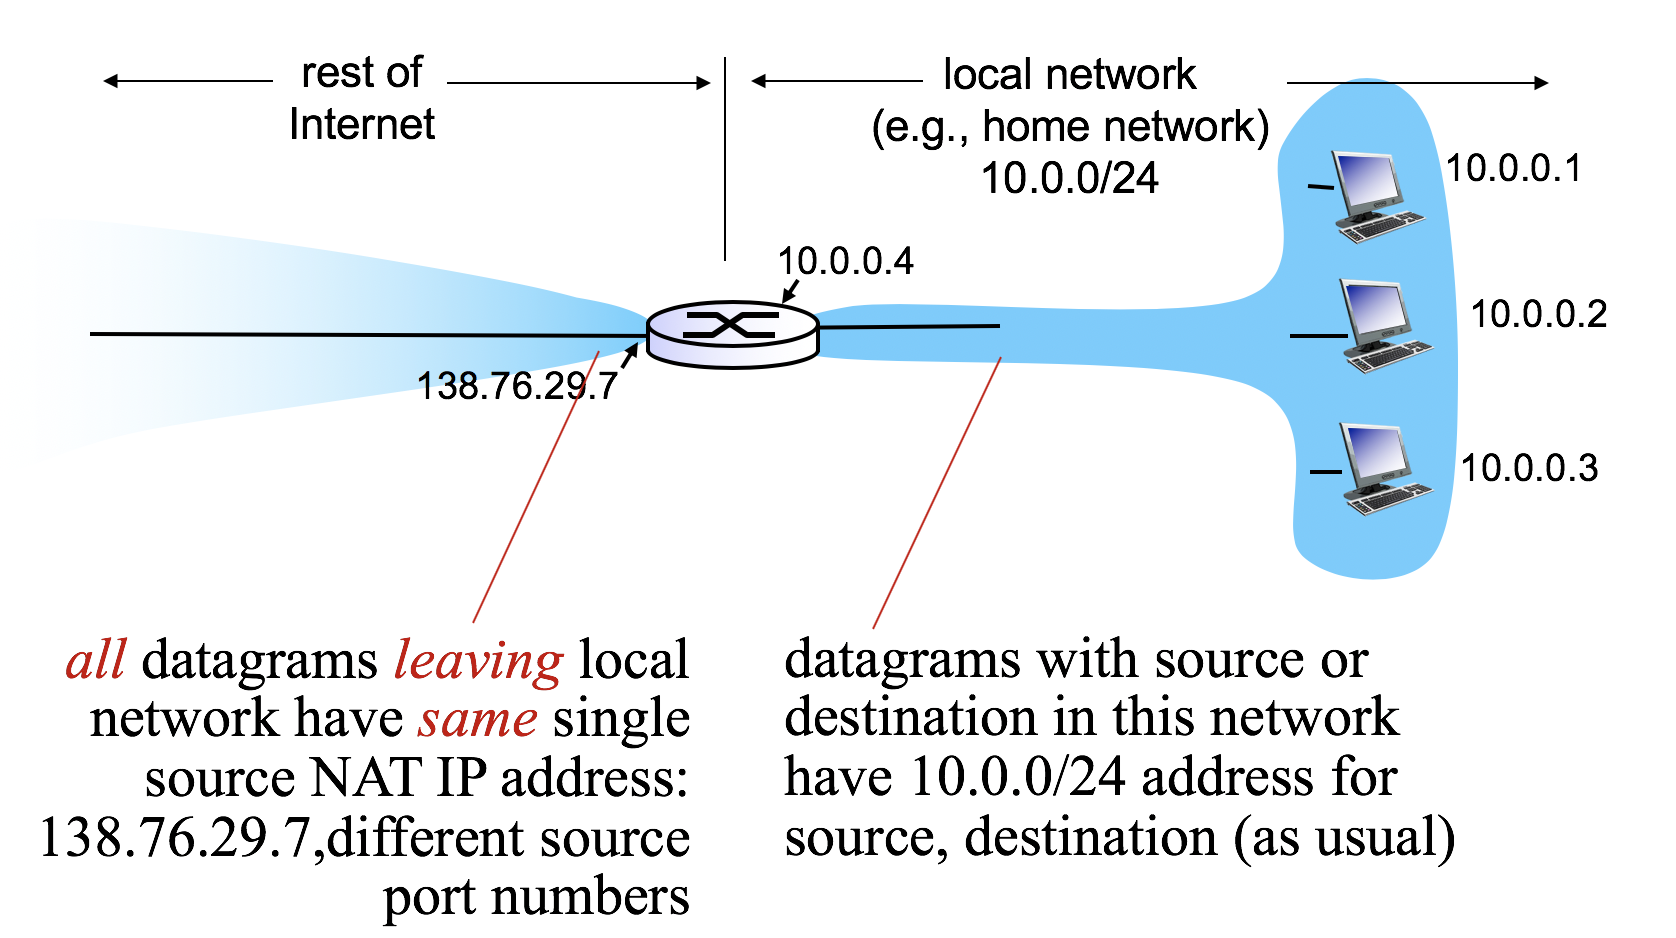 rest of
Internet
local network
(e.g., home network)
10.0.0/24
10.0.0.1
10.0.0.4
10.0.0.2
138.76.29.7
10.0.0.3
all datagrams leaving local
network have same single
source NAT IP address:
138.76.29.7,different source
port numbers
datagrams with source or
destination in this network
have 10.0.0/24 address for
source, destination (as usual)